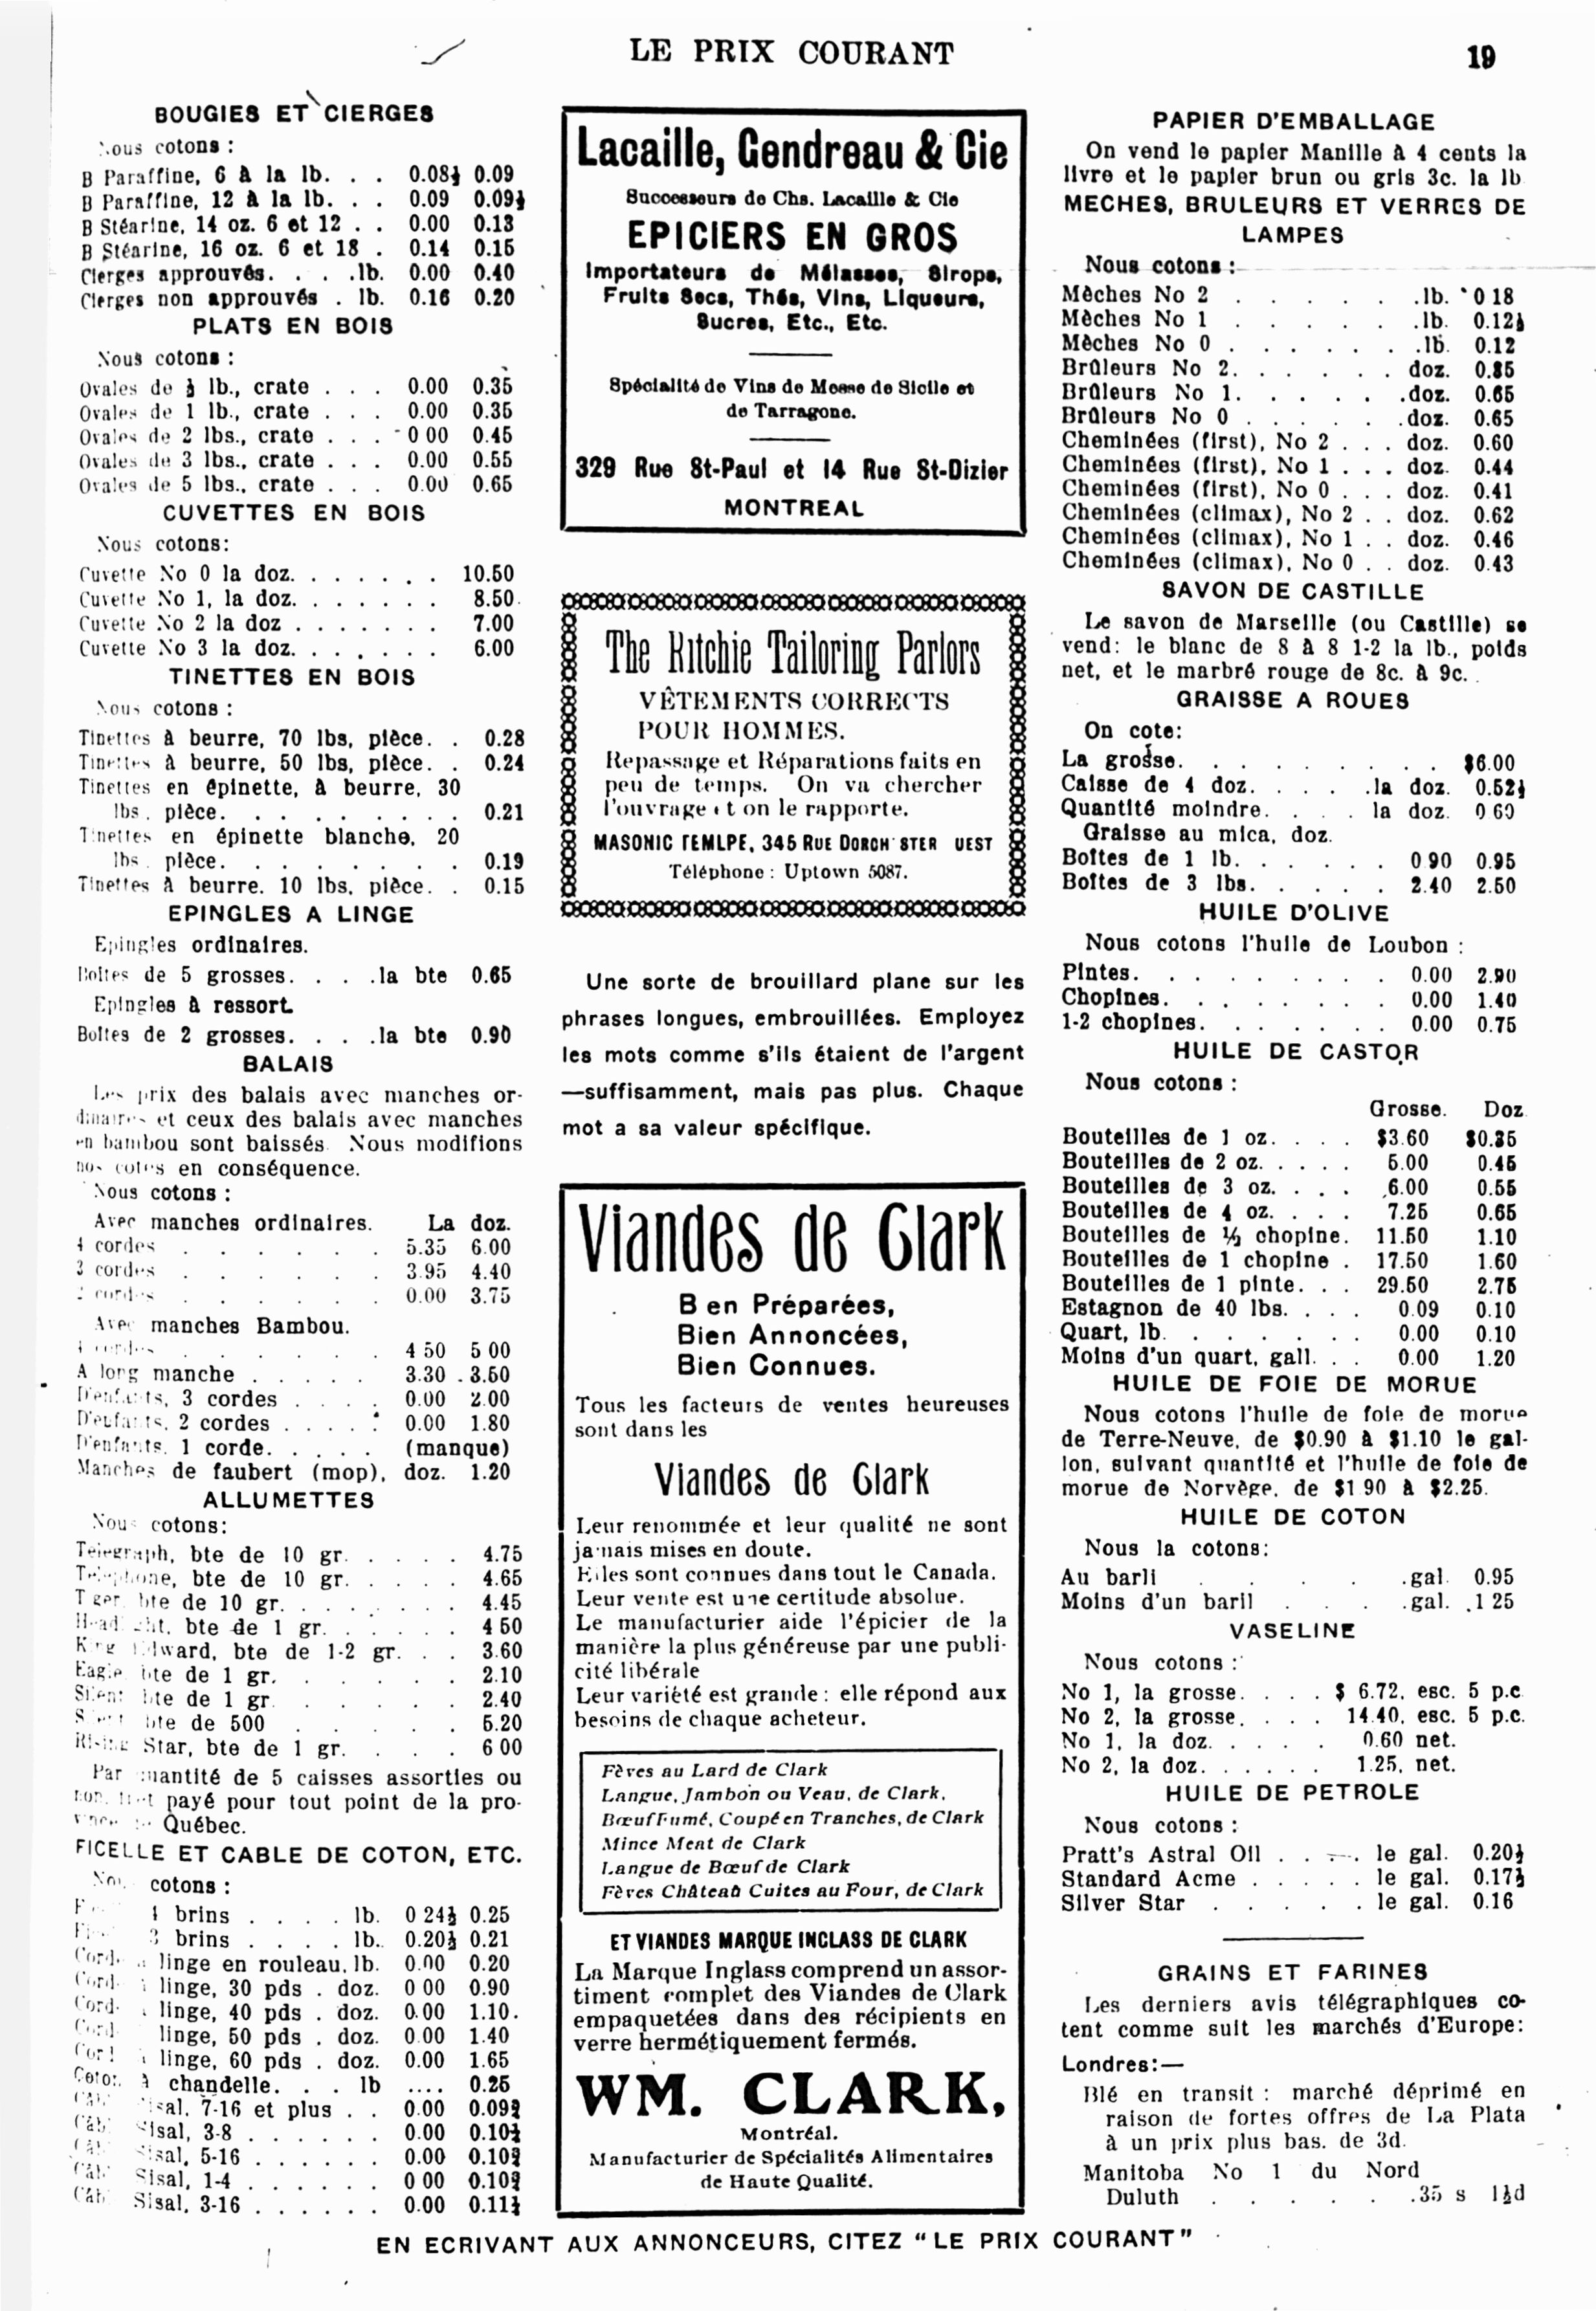 LE PRIX COURANT
19
BOUGIES ET CIERGES
Nous cotons :
B Paraffine, 6 à la lb. . . 0.08½ 0.09
B Paraffine, 12 à la lb. . . 0.09 0.09½
B Stéarine, 14 oz. 6 et 12 . . 0.00 0.13
B Stéarine, 16 oz. 6 et 18 . 0.14 0.15
Cierges approuvés. . . .lb. 0.00 0.40
Cierges non approuvés . lb. 0.16 0.20
PLATS EN BOIS
Nous cotons :
Ovales de ½ lb., crate . . . 0.00 0.35
Ovales de 1 lb., crate . . . 0.00 0.35
Ovales de 2 lbs., crate . . . 0 00 0.45
Ovales de 3 lbs., crate . . . 0.00 0.55
Ovales de 5 lbs., crate . . . 0.00 0.65
CUVETTES EN BOIS
Nous cotons:
Cuvette No 0 la doz. . . . . . . 10.50
Cuvette No 1, la doz. . . . . . . 8.50
Cuvette No 2 la doz . . . . . . . 7.00
Cuvette No 3 la doz. . . . . . . 6.00
TINETTES EN BOIS
Nous cotons :
Tinettes à beurre, 70 lbs, pièce. . 0.28
Tinettes à beurre, 50 lbs, pièce. . 0.24
Tinettes en épinette, à beurre, 30
lbs. pièce. . . . . . . . . 0.21
Tinettes en épinette blanche, 20
lbs. pièce. . . . . . . . . 0.19
Tinettes à beurre. 10 lbs, pièce. . 0.15
EPINGLES A LINGE
Epingles ordinaires.
Boîtes de 5 grosses. . . .la bte 0.65
Epingles à ressort.
Boîtes de 2 grosses. . . .la bte 0.90
BALAIS
Les prix des balais avec manches or-
dinaires et ceux des balais avec manches
en bambou sont baissés. Nous modifions
nos cotes en conséquence.
Nous cotons :
Avec manches ordinaires. La doz.
4 cordes . . . . . . 5.35 6.00
3 cordes . . . . . . 3.95 4.40
2 cordes . . . . . . 0.00 3.75
Avec manches Bambou.
4 cordes . . . . . . 4 50 5 00
A long manche . . . . . 3.30 3.50
D'enfants, 3 cordes . . . . 0.00 2.00
D'enfants, 2 cordes . . . . . 0.00 1.80
D'enfants, 1 corde. . . . . (manque)
Manches de faubert (mop), doz. 1.20
ALLUMETTES
Nous cotons:
Telegraph, bte de 10 gr. . . . . 4.75
Telephone, bte de 10 gr. . . . . 4.65
Tiger bte de 10 gr. . . . . . . 4.45
Head Light, bte de 1 gr. . . . . 4 50
King Edward, bte de 1-2 gr. . . 3.60
Eagle bte de 1 gr. . . . . . 2.10
Silent bte de 1 gr . . . . . 2.40
Silent bte de 500 . . . . . 5.20
Rising Star, bte de 1 gr. . . . 6 00
Par quantité de 5 caisses assorties ou
non, fret payé pour tout point de la pro-
vince de Québec.
FICELLE ET CABLE DE COTON, ETC.
Nous cotons :
4 brins . . . . lb. 0 24½ 0.25
3 brins . . . . lb. 0.20½ 0.21
Corde à linge en rouleau, lb. 0.00 0.20
Corde à linge, 30 pds . doz. 0 00 0.90
Corde à linge, 40 pds . doz. 0.00 1.10
Corde à linge, 50 pds . doz. 0.00 1.40
Corde à linge, 60 pds . doz. 0.00 1.65
Coton à chandelle. . . lb .... 0.25
Sisal, 7-16 et plus . . 0.00 0.09¾
Sisal, 3-8 . . . . . . 0.00 0.10¼
Sisal, 5-16 . . . . . . 0.00 0.10¾
Sisal, 1-4 . . . . . . 0 00 0.10¾
Sisal, 3-16 . . . . . . 0.00 0.11¼
Lacaille, Gendreau & Cie
Successeurs de Chs. Lacaille & Cie
EPICIERS EN GROS
Importateurs de Mélasses, Sirops,
Fruits Secs, Thés, Vins, Liqueurs,
Sucres, Etc., Etc.
Spécialité de Vins de Messe de Sicile et
de Tarragone.
329 Rue St-Paul et 14 Rue St-Dizier
MONTREAL
The Ritchie Tailoring Parlors
VÊTEMENTS CORRECTS
POUR HOMMES.
Repassage et Réparations faits en
peu de temps. On va chercher
l'ouvrage et on le rapporte.
MASONIC TEMLPE, 345 RUE DORCH STER UEST
Téléphone : Uptown 5087.
Une sorte de brouillard plane sur les
phrases longues, embrouillées. Employez
les mots comme s'ils étaient de l'argent
—suffisamment, mais pas plus. Chaque
mot a sa valeur spécifique.
Viandes de Clark
B en Préparées,
Bien Annoncées,
Bien Connues.
Tous les facteurs de ventes heureuses
sont dans les
Viandes de Clark
Leur renommée et leur qualité ne sont
jamais mises en doute.
Elles sont connues dans tout le Canada.
Leur vente est une certitude absolue.
Le manufacturier aide l'épicier de la
manière la plus généreuse par une publi-
cité libérale
Leur variété est grande : elle répond aux
besoins de chaque acheteur.
Fèves au Lard de Clark
Langue, Jambon ou Veau, de Clark,
Bœuf Fumé, Coupé en Tranches, de Clark
Mince Meat de Clark
Langue de Bœuf de Clark
Fèves Château Cuites au Four, de Clark
ET VIANDES MARQUE INCLASS DE CLARK
La Marque Inglass comprend un assor-
timent complet des Viandes de Clark
empaquetées dans des récipients en
verre hermétiquement fermés.
WM. CLARK,
Montréal.
Manufacturier de Spécialités Alimentaires
de Haute Qualité.
PAPIER D'EMBALLAGE
On vend le papier Manille à 4 cents la
livre et le papier brun ou gris 3c. la lb
MECHES, BRULEURS ET VERRES DE
LAMPES
Nous cotons :
Mèches No 2 . . . . . .lb. 0 18
Mèches No 1 . . . . . .lb. 0.12½
Mèches No 0 . . . . . . .lb. 0.12
Brûleurs No 2. . . . . . doz. 0.85
Brûleurs No 1. . . . . .doz. 0.65
Brûleurs No 0 . . . . . .doz. 0.65
Cheminées (first), No 2 . . . doz. 0.60
Cheminées (first), No 1 . . . doz. 0.44
Cheminées (first), No 0 . . . doz. 0.41
Cheminées (climax), No 2 . . doz. 0.62
Cheminées (climax), No 1 . . doz. 0.46
Cheminées (climax), No 0 . . doz. 0.43
SAVON DE CASTILLE
Le savon de Marseille (ou Castille) se
vend: le blanc de 8 à 8 1-2 la lb., poids
net, et le marbré rouge de 8c. à 9c.
GRAISSE A ROUES
On cote:
La grosse. . . . . . . . . $6.00
Caisse de 4 doz. . . . .la doz. 0.52½
Quantité moindre. . . . la doz. 0 60
Graisse au mica, doz.
Boîtes de 1 lb. . . . . . 0 90 0.95
Boîtes de 3 lbs. . . . . . 2.40 2.50
HUILE D'OLIVE
Nous cotons l'huile de Loubon :
Pintes. . . . . . . . . 0.00 2.90
Chopines. . . . . . . . 0.00 1.40
1-2 chopines. . . . . . . 0.00 0.75
HUILE DE CASTOR
Nous cotons :
Grosse. Doz.
Bouteilles de 1 oz. . . . . $3.60 $0.35
Bouteilles de 2 oz. . . . . 5.00 0.45
Bouteilles de 3 oz. . . . 6.00 0.55
Bouteilles de 4 oz. . . . . 7.25 0.65
Bouteilles de ½ chopine. 11.50 1.10
Bouteilles de 1 chopine . 17.50 1.60
Bouteilles de 1 pinte. . . 29.50 2.75
Estagnon de 40 lbs. . . . 0.09 0.10
Quart, lb. . . . . . . 0.00 0.10
Moins d'un quart, gall. . . 0.00 1.20
HUILE DE FOIE DE MORUE
Nous cotons l'huile de foie de morue
de Terre-Neuve, de $0.90 à $1.10 le gal-
lon, suivant quantité et l'huile de foie de
morue de Norvège, de $1 90 à $2.25.
HUILE DE COTON
Nous la cotons:
Au baril . . . . .gal. 0.95
Moins d'un baril . . . .gal. 1 25
VASELINE
Nous cotons :
No 1, la grosse. . . . $ 6.72, esc. 5 p.c.
No 2, la grosse. . . . 14.40, esc. 5 p.c.
No 1, la doz. . . . . 0.60 net.
No 2, la doz. . . . . . 1.25, net.
HUILE DE PETROLE
Nous cotons :
Pratt's Astral Oil . . . . le gal. 0.20½
Standard Acme . . . . . le gal. 0.17½
Silver Star . . . . . le gal. 0.16
GRAINS ET FARINES
Les derniers avis télégraphiques co-
tent comme suit les marchés d'Europe:
Londres:—
Blé en transit : marché déprimé en
raison de fortes offres de La Plata
à un prix plus bas. de 3d.
Manitoba No 1 du Nord
Duluth . . . . . .35 s 1½d
EN ECRIVANT AUX ANNONCEURS, CITEZ "LE PRIX COURANT"